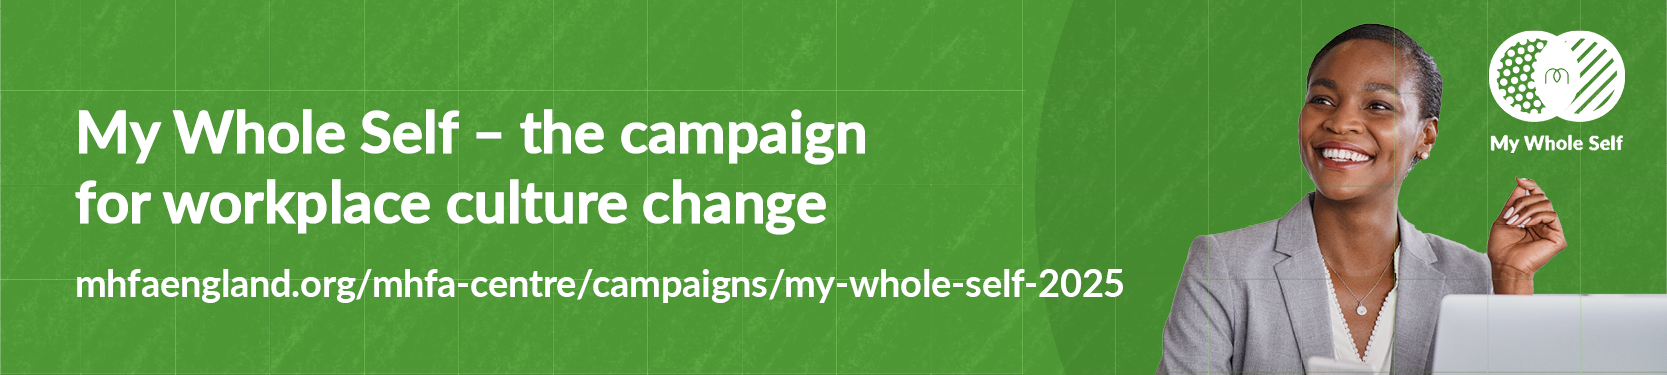 My Whole Self – the campaign
for workplace culture change
mhfaengland.org/mhfa-centre/campaigns/my-whole-self-2025
My Whole Self